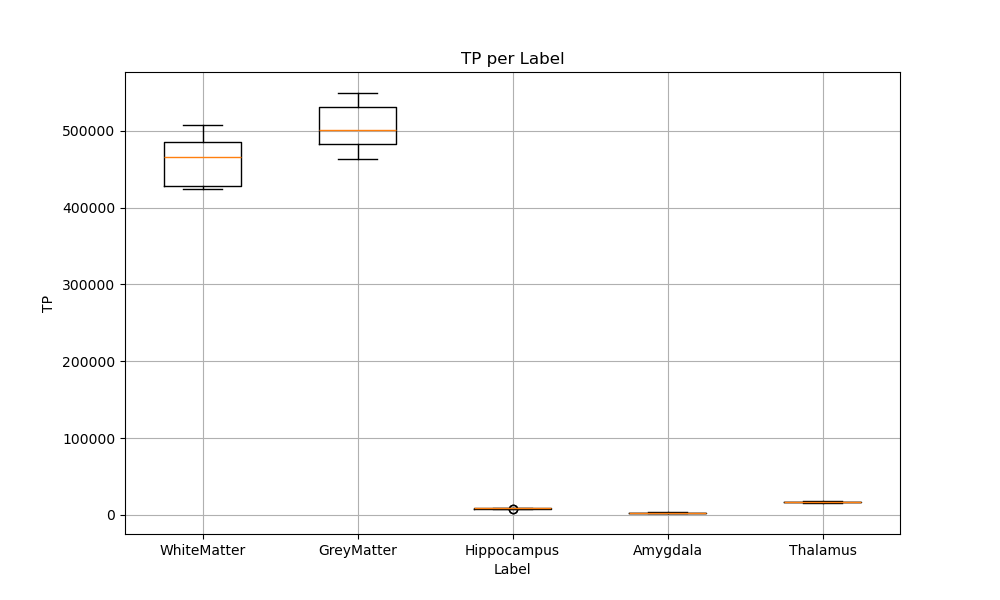 TP per Label
TP
500000
400000
300000
200000
100000
0
WhiteMatter GreyMatter Hippocampus Amygdala Thalamus
Label